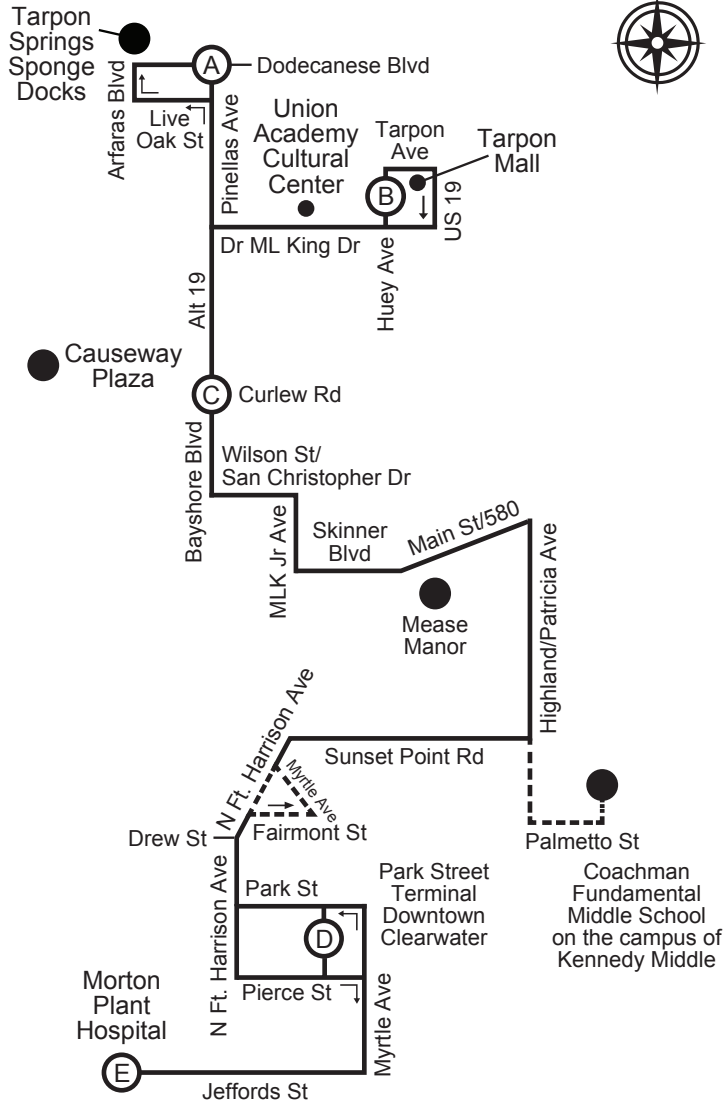 Tarpon
Springs
Sponge
Docks
A
Dodecanese Blvd
Arfaras Blvd
Live
Oak St
Pinellas Ave
Union
Academy
Cultural
Center
Tarpon
Ave
Tarpon
Mall
B
US 19
Dr ML King Dr
Huey Ave
Alt 19
Causeway
Plaza
C
Curlew Rd
Bayshore Blvd
Wilson St/
San Christopher Dr
MLK Jr Ave
Skinner
Blvd
Main St/580
Mease
Manor
Highland/Patricia Ave
N Ft. Harrison Ave
Sunset Point Rd
Myrtle Ave
Drew St
Fairmont St
Palmetto St
Coachman
Fundamental
Middle School
on the campus of
Kennedy Middle
N Ft. Harrison Ave
Park St
Park Street
Terminal
Downtown
Clearwater
D
Pierce St
Myrtle Ave
Morton
Plant
Hospital
E
Jeffords St